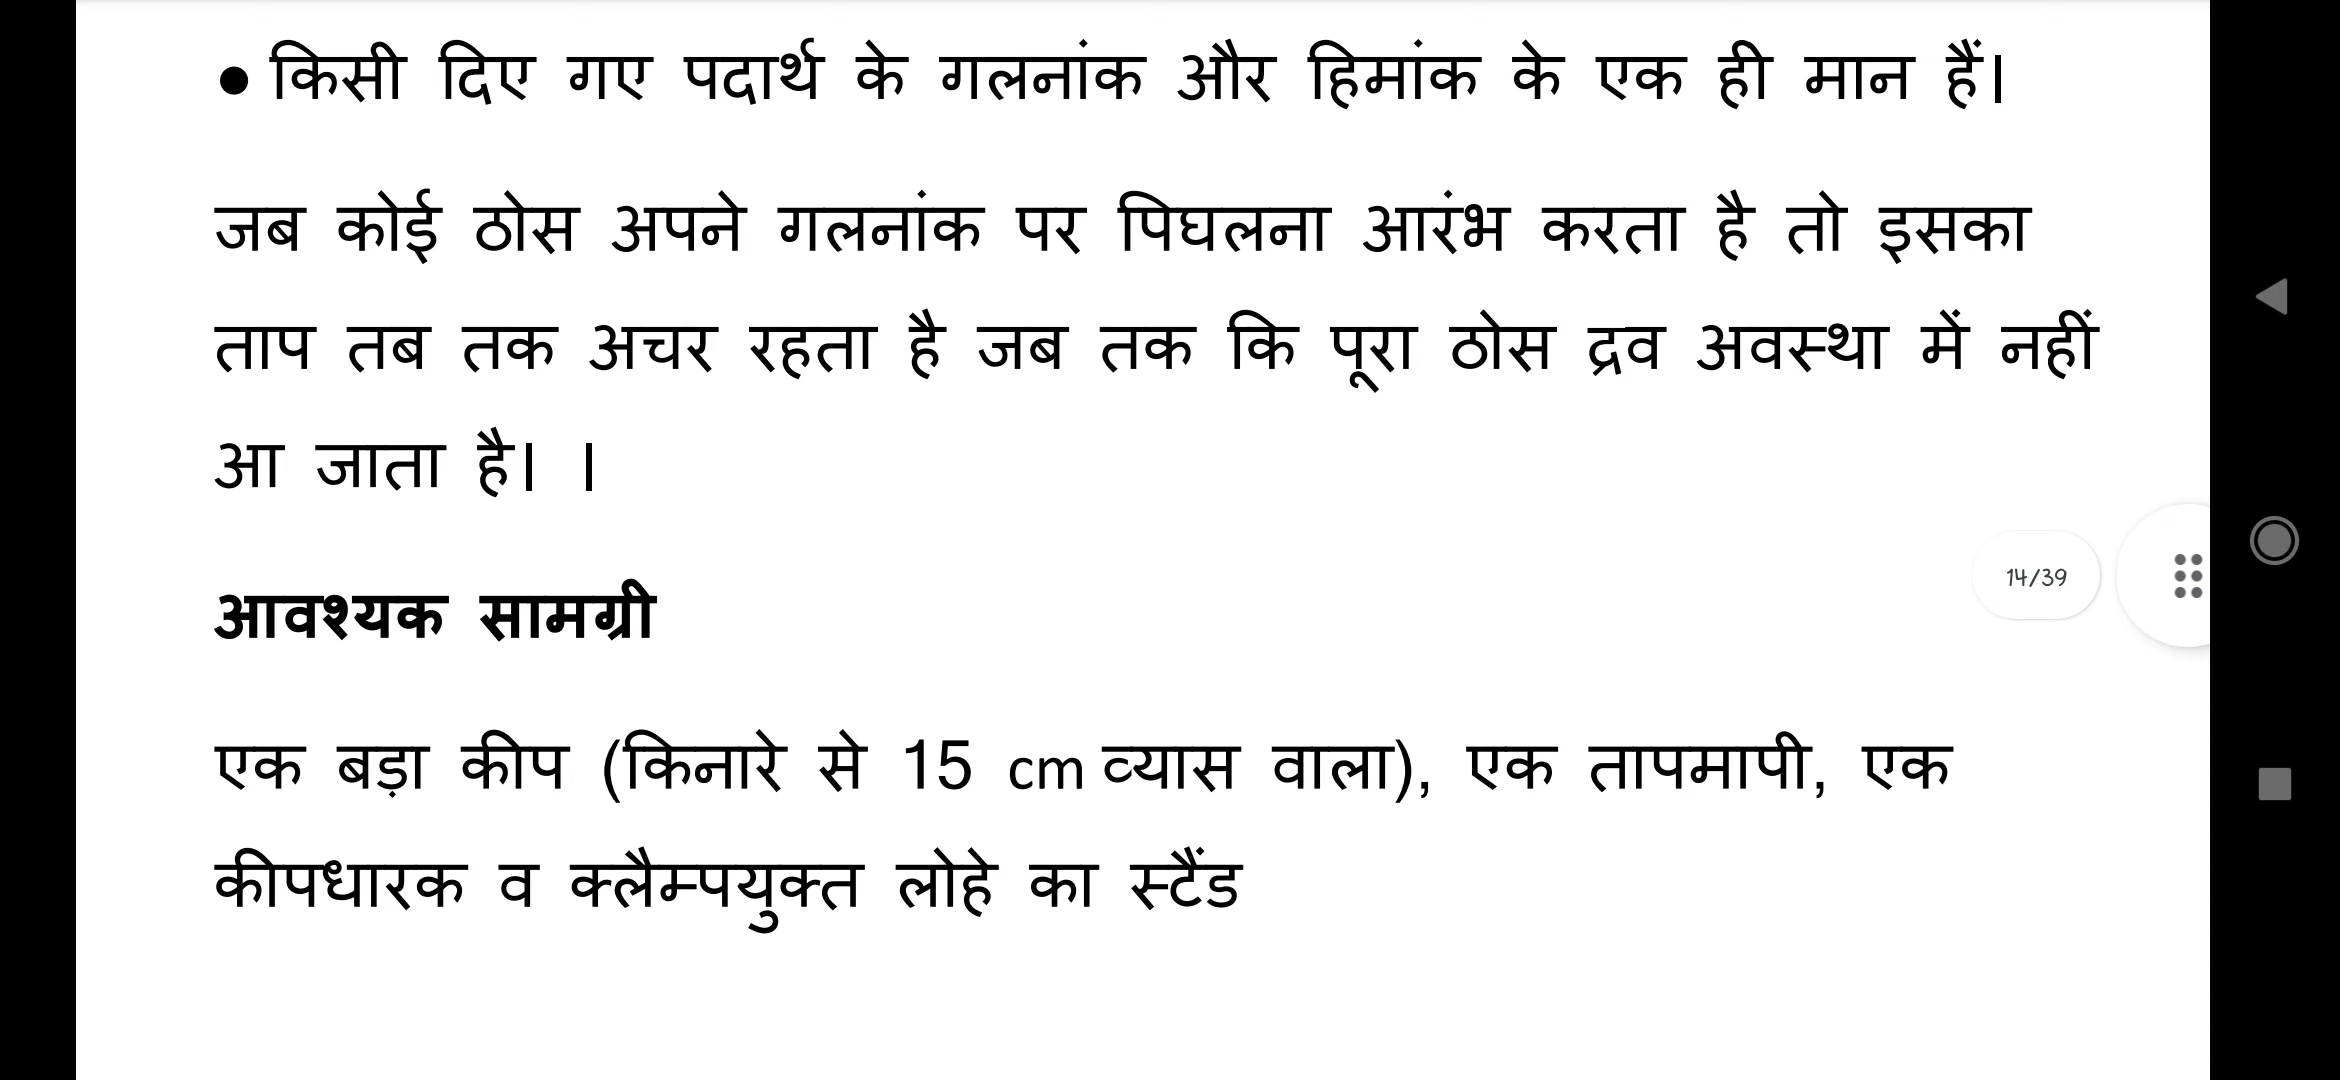 ● किसी दिए गए पदार्थ के गलनांक और हिमांक के एक ही मान हैं।
जब कोई ठोस अपने गलनांक पर पिघलना आरंभ करता है तो इसका
ताप तब तक अचर रहता है जब तक कि पूरा ठोस द्रव अवस्था में नहीं
आ जाता है। ।
14/39
आवश्यक सामग्री
एक बड़ा कीप (किनारे से 15 cm व्यास वाला), एक तापमापी, एक
कीपधारक व क्लैम्पयुक्त लोहे का स्टैंड